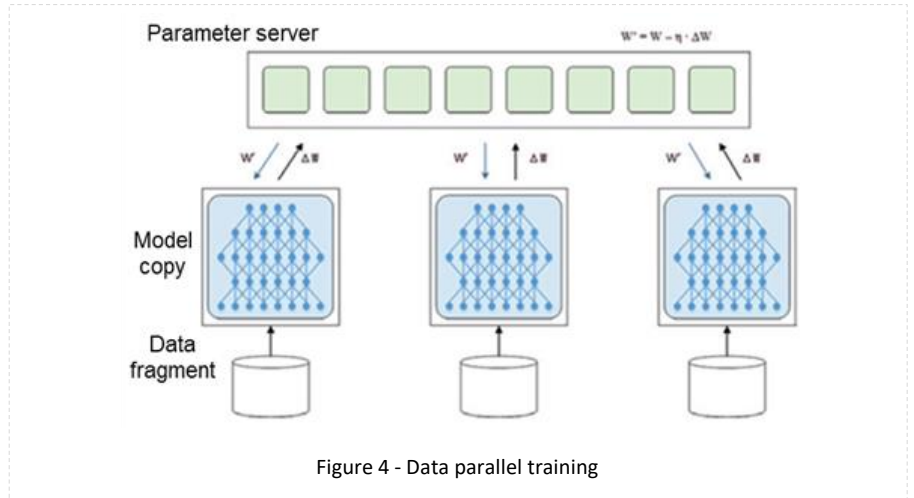 Parameter server
W' = W − η · ΔW
W' ΔW W' ΔW W' ΔW
Model
copy
Data
fragment
Figure 4 - Data parallel training